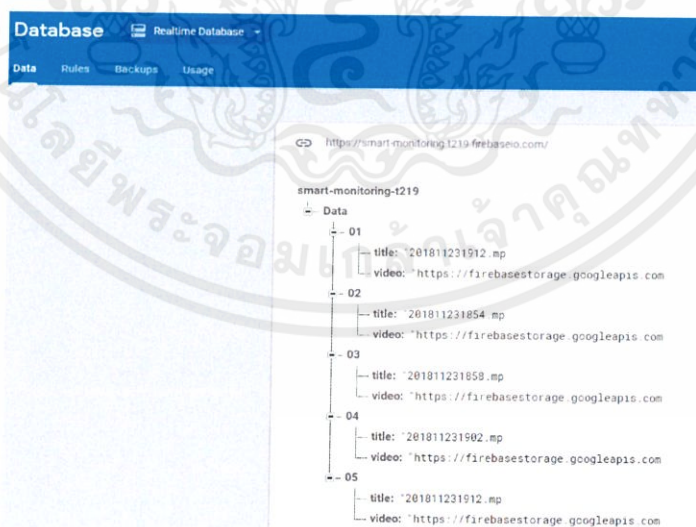 Database Realtime Database
Data Rules Backups Usage
https://smart-monitoring-t219.firebaseio.com/
smart-monitoring-t219
Data
01
title: "201811231912.mp
video: "https://firebasestorage.googleapis.com
02
title: "201811231854.mp
video: "https://firebasestorage.googleapis.com
03
title: "201811231858.mp
video: "https://firebasestorage.googleapis.com
04
title: "201811231902.mp
video: "https://firebasestorage.googleapis.com
05
title: "201811231912.mp
video: "https://firebasestorage.googleapis.com